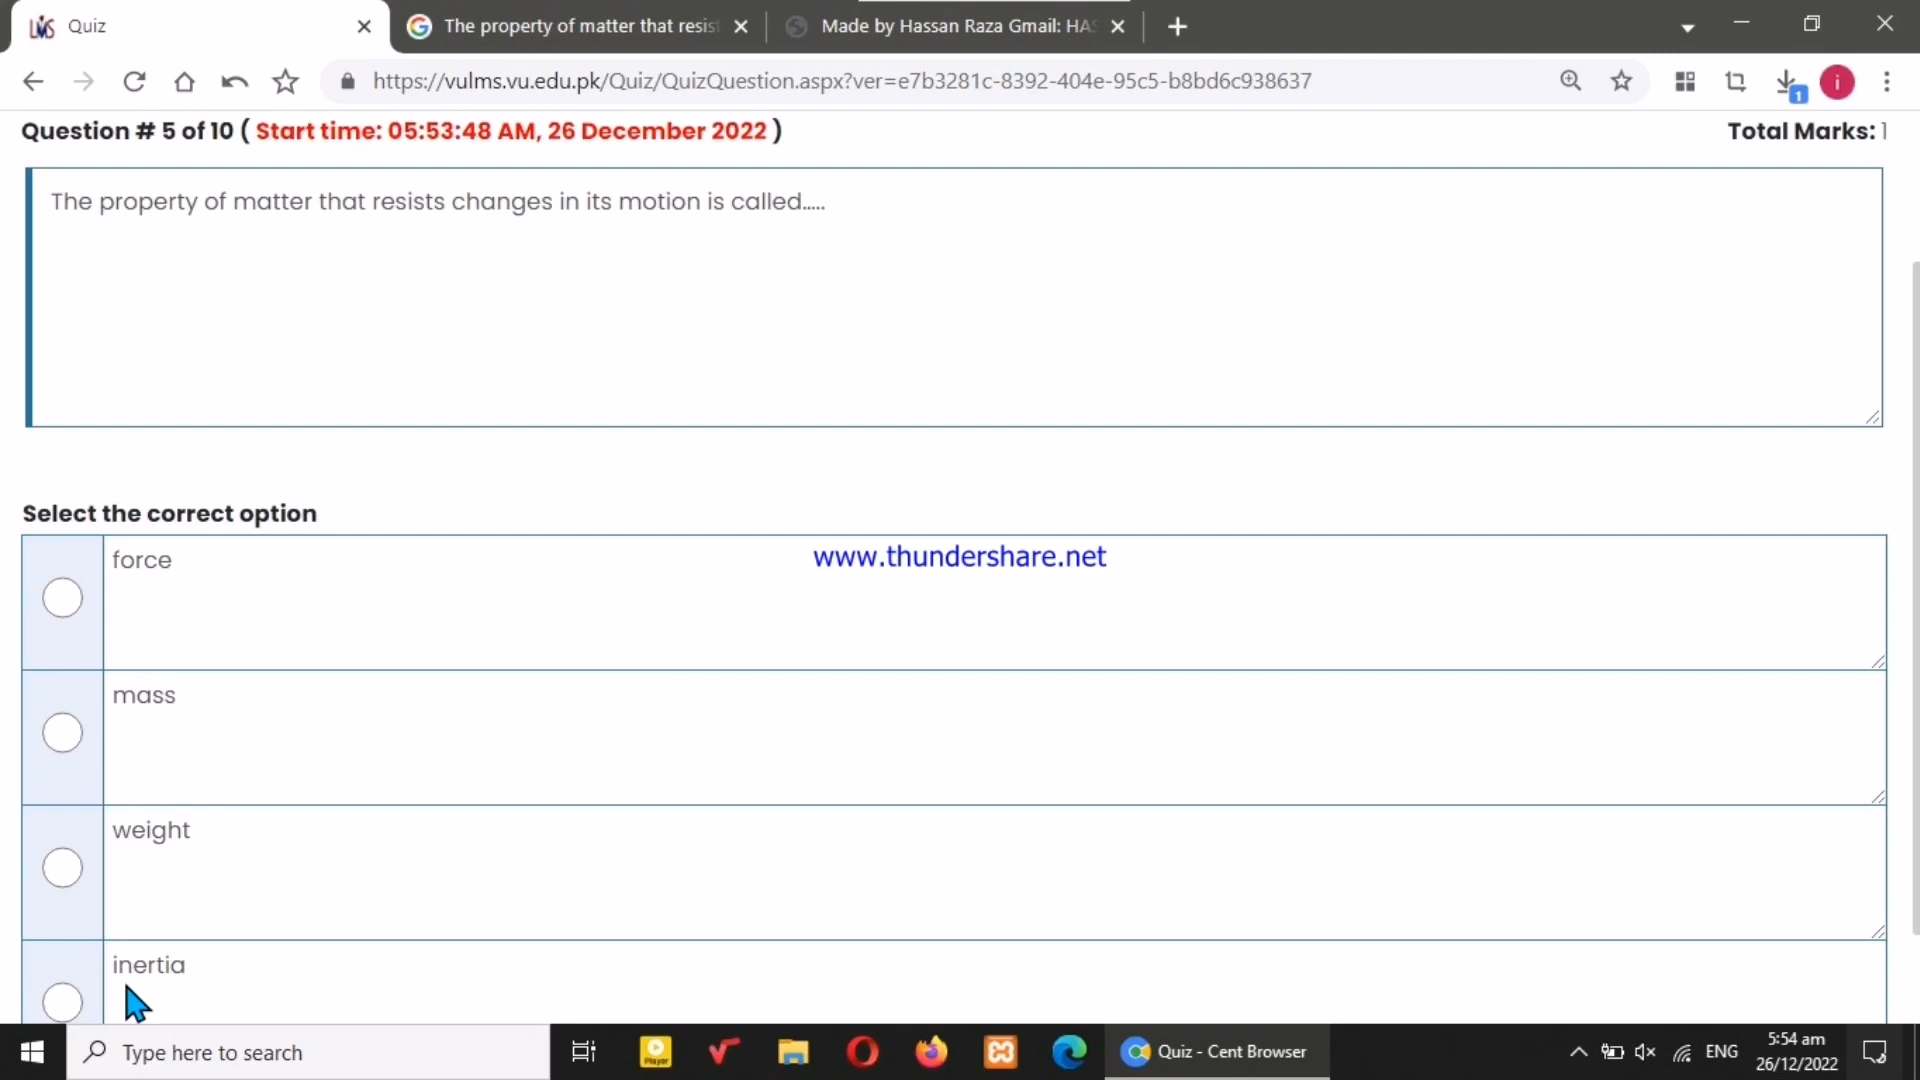 Quiz
The property of matter that resist
Made by Hassan Raza Gmail: HAS
https://vulms.vu.edu.pk/Quiz/QuizQuestion.aspx?ver=e7b3281c-8392-404e-95c5-b8bd6c938637
1
i
Question # 5 of 10 ( Start time: 05:53:48 AM, 26 December 2022 )
Total Marks: 1
The property of matter that resists changes in its motion is called.....
Select the correct option
force
www.thundershare.net
mass
weight
inertia
Type here to search
Player
Quiz - Cent Browser
ENG
5:54 am
26/12/2022